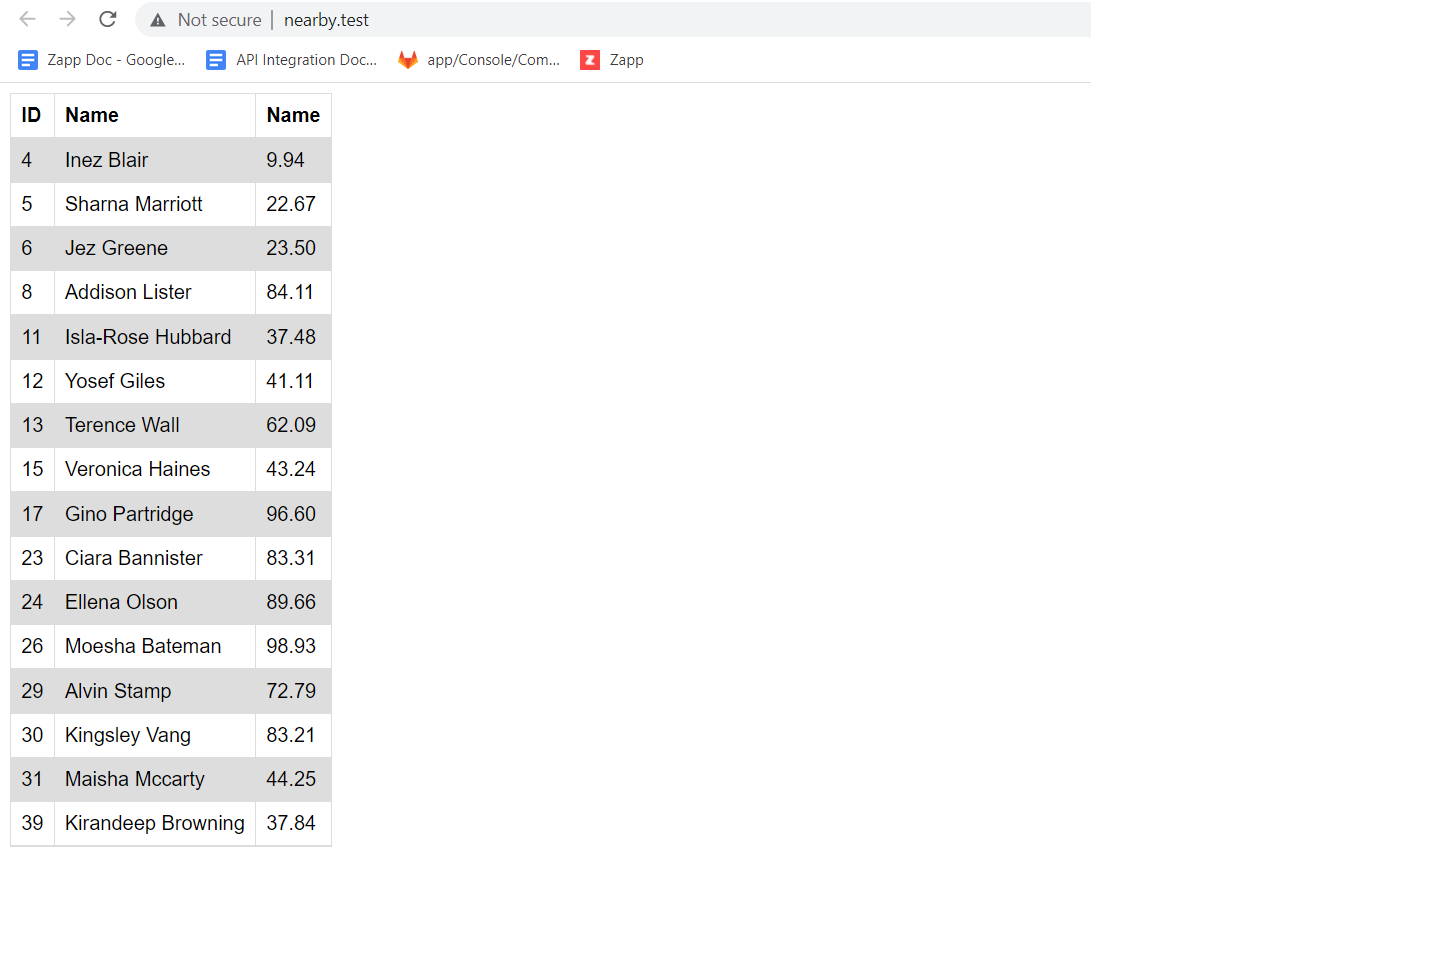 Not secure | nearby.test
Zapp Doc - Google... API Integration Doc... app/Console/Com... Zapp
ID Name Name
4 Inez Blair 9.94
5 Sharna Marriott 22.67
6 Jez Greene 23.50
8 Addison Lister 84.11
11 Isla-Rose Hubbard 37.48
12 Yosef Giles 41.11
13 Terence Wall 62.09
15 Veronica Haines 43.24
17 Gino Partridge 96.60
23 Ciara Bannister 83.31
24 Ellena Olson 89.66
26 Moesha Bateman 98.93
29 Alvin Stamp 72.79
30 Kingsley Vang 83.21
31 Maisha Mccarty 44.25
39 Kirandeep Browning 37.84